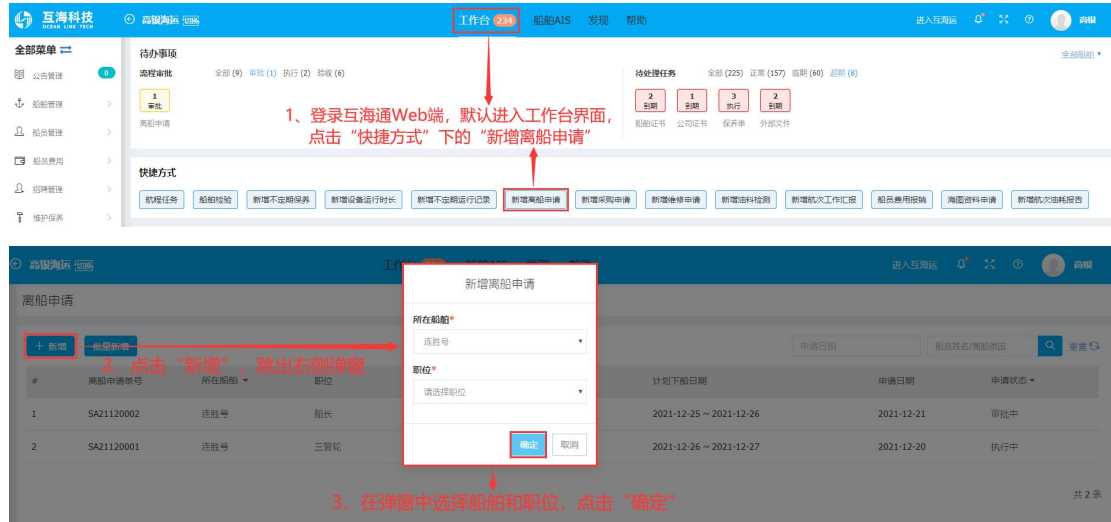 互海科技
OCEAN LINK TECH
高银海运
工作台 234 船舶AIS 发现 帮助
进入互海运
高银
全部菜单
公告管理 0
船舶管理
船员管理
船员费用
招聘管理
维护保养
待办事项
全部船舶
流程审批 全部 (9) 审批 (1) 执行 (2) 验收 (6)
1
审批
离船申请
待处理任务 全部 (225) 正常 (157) 临期 (60) 超期 (8)
2 1 3 2
到期 到期 执行 到期
船舶证书 公司证书 保养单 外部文件
1、登录互海通Web端，默认进入工作台界面，
点击“快捷方式”下的“新增离船申请”
快捷方式
航程任务 船舶检验 新增不定期保养 新增设备运行时长 新增不定期运行记录 新增离船申请 新增采购申请 新增维修申请 新增油料检测 新增航次工作汇报 船员费用报销 海图资料申请 新增航次油耗报告
高银海运
工作台
帮助
进入互海运
高银
离船申请
+ 新增 批量新增
申请日期 船员姓名/离船原因 重置
2、点击“新增”，跳出右侧弹窗
# 离船申请单号 所在船舶 职位 计划下船日期 申请日期 申请状态
1 SA21120002 连胜号 船长 2021-12-25 ~ 2021-12-26 2021-12-21 审批中
2 SA21120001 连胜号 三管轮 2021-12-26 ~ 2021-12-27 2021-12-20 执行中
共 2 条
新增离船申请
所在船舶*
连胜号
职位*
请选择职位
确定 取消
3、在弹窗中选择船舶和职位，点击“确定”